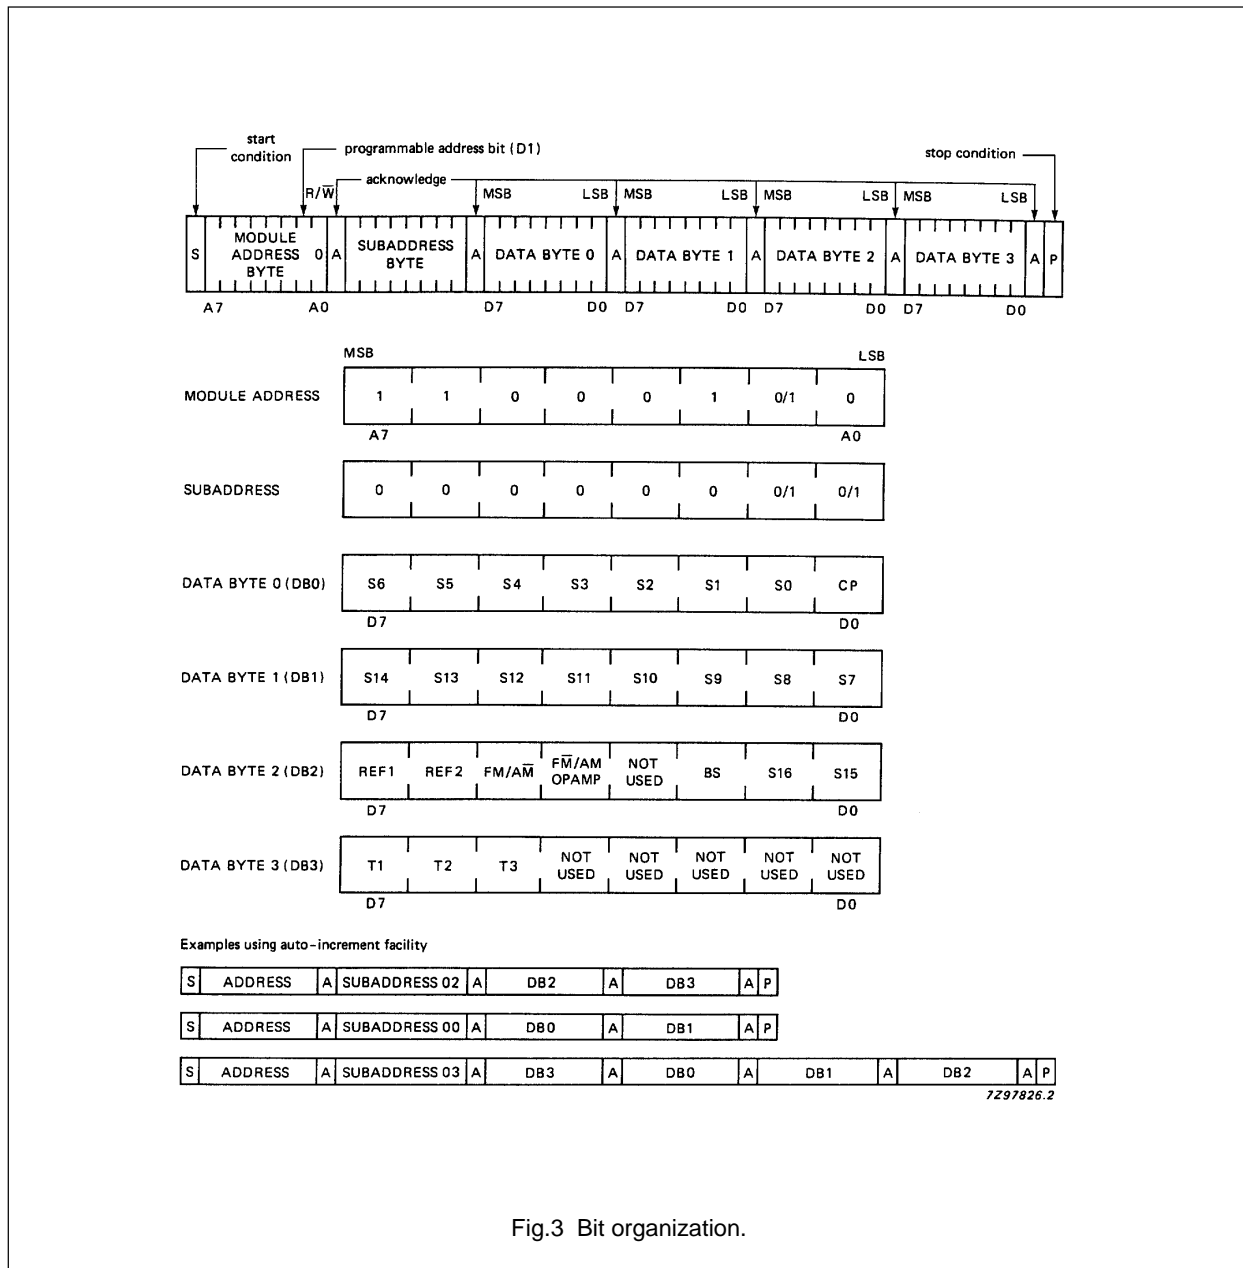 start condition
programmable address bit (D1)
stop condition
R/W̅
acknowledge
MSB LSB MSB LSB MSB LSB MSB LSB
S MODULE ADDRESS BYTE 0 A SUBADDRESS BYTE A DATA BYTE 0 A DATA BYTE 1 A DATA BYTE 2 A DATA BYTE 3 A P
A7 A0 D7 D0 D7 D0 D7 D0 D7 D0
MSB LSB
MODULE ADDRESS 1 1 0 0 0 1 0/1 0
A7 A0
SUBADDRESS 0 0 0 0 0 0 0/1 0/1
DATA BYTE 0 (DB0) S6 S5 S4 S3 S2 S1 S0 CP
D7 D0
DATA BYTE 1 (DB1) S14 S13 S12 S11 S10 S9 S8 S7
D7 D0
DATA BYTE 2 (DB2) REF1 REF2 FM/AM̅ FM̅/AM OPAMP NOT USED BS S16 S15
D7 D0
DATA BYTE 3 (DB3) T1 T2 T3 NOT USED NOT USED NOT USED NOT USED NOT USED
D7 D0
Examples using auto-increment facility
S ADDRESS A SUBADDRESS 02 A DB2 A DB3 A P
S ADDRESS A SUBADDRESS 00 A DB0 A DB1 A P
S ADDRESS A SUBADDRESS 03 A DB3 A DB0 A DB1 A DB2 A P
7Z97826.2
Fig.3 Bit organization.